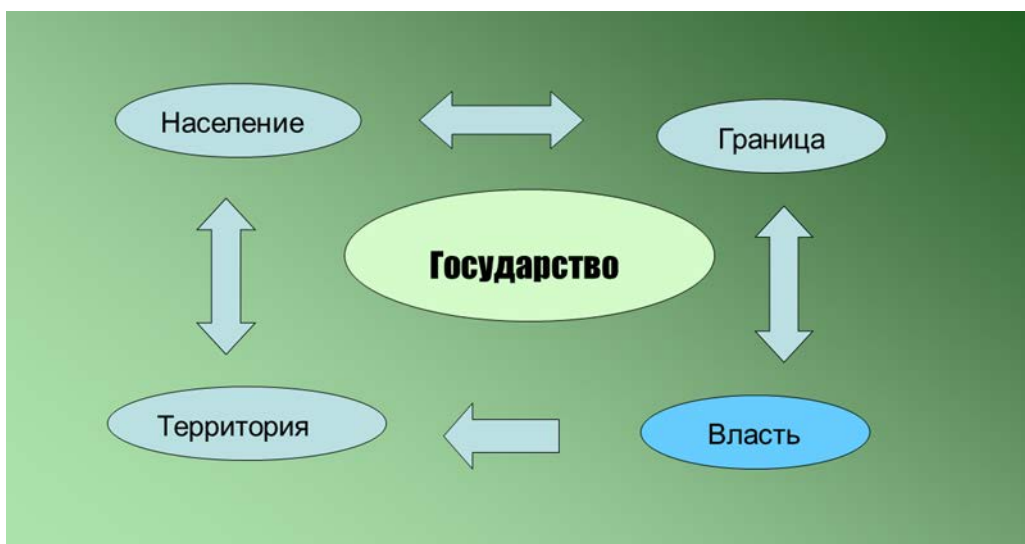 Население
Граница
Государство
Территория
Власть